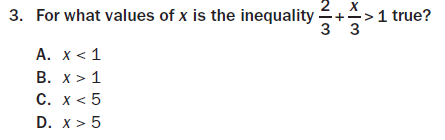 3. For what values of x is the inequality 2/3 + x/3 > 1 true?
A. x < 1
B. x > 1
C. x < 5
D. x > 5